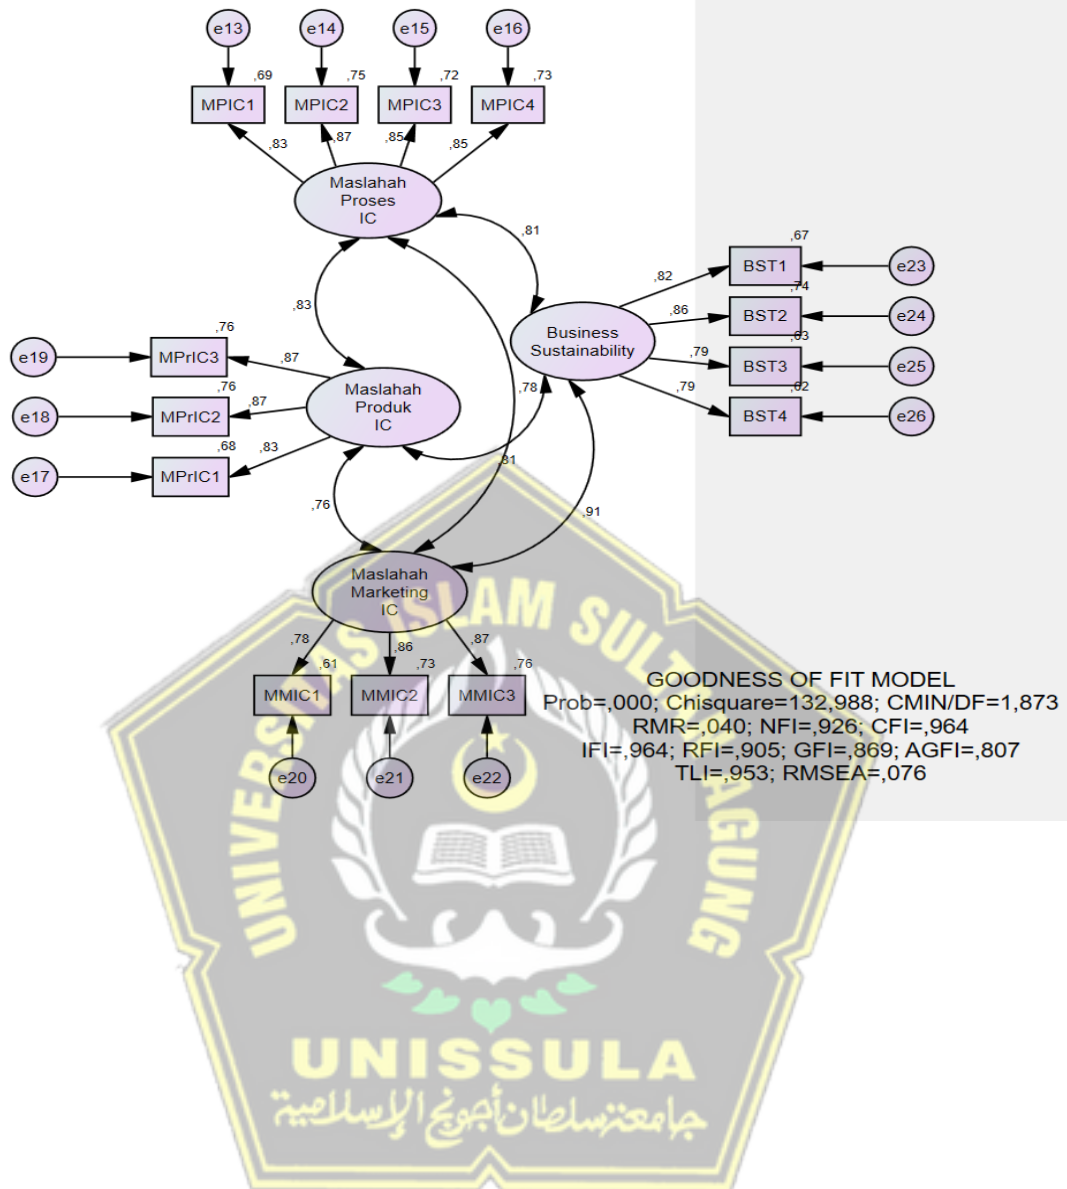 e13
e14
e15
e16
,69
,75
,72
,73
MPIC1
MPIC2
MPIC3
MPIC4
,83
,87
,85
,85
Maslahah
Proses
IC
,81
,67
BST1
e23
,82
,74
BST2
e24
,86
,63
BST3
e25
,79
,62
BST4
e26
,79
Business
Sustainability
,83
,78
,81
,91
,76
e19
MPrIC3
,87
,76
e18
MPrIC2
,87
,68
e17
MPrIC1
,83
Maslahah
Produk
IC
,76
Maslahah
Marketing
IC
,78
,86
,87
,61
,73
,76
MMIC1
MMIC2
MMIC3
e20
e21
e22
GOODNESS OF FIT MODEL
Prob=,000; Chisquare=132,988; CMIN/DF=1,873
RMR=,040; NFI=,926; CFI=,964
IFI=,964; RFI=,905; GFI=,869; AGFI=,807
TLI=,953; RMSEA=,076
UNIVERSITAS ISLAM SULTAN AGUNG
UNISSULA
جامعة سلطان أجونج الإسلامية